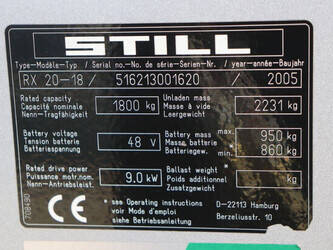 STILL
Type-Modèle-Typ / Serial no.-No. de série-Serien-Nr. / year-année-Baujahr
RX 20-18 / 516213001620 / 2005
Rated capacity
Capacité nominale
Nenn-Tragfähigkeit
1800 kg
Unladen mass
Masse à vide
Leergewicht
2231 kg
Battery voltage
Tension batterie
Batteriespannung
48 V
Battery mass
Masse batterie
Batteriegew.
max. 950 kg
min. 860 kg
Rated drive power
Puissance motr.nom.
Nenn-Antriebsleist.
9.0 kW
Ballast weight
Poids additionnel
Zusatzgewicht
kg
CE
see Operating instructions
voir Mode d'emploi
siehe Betriebsanleitung
D-22113 Hamburg
Berzeliusstr. 10